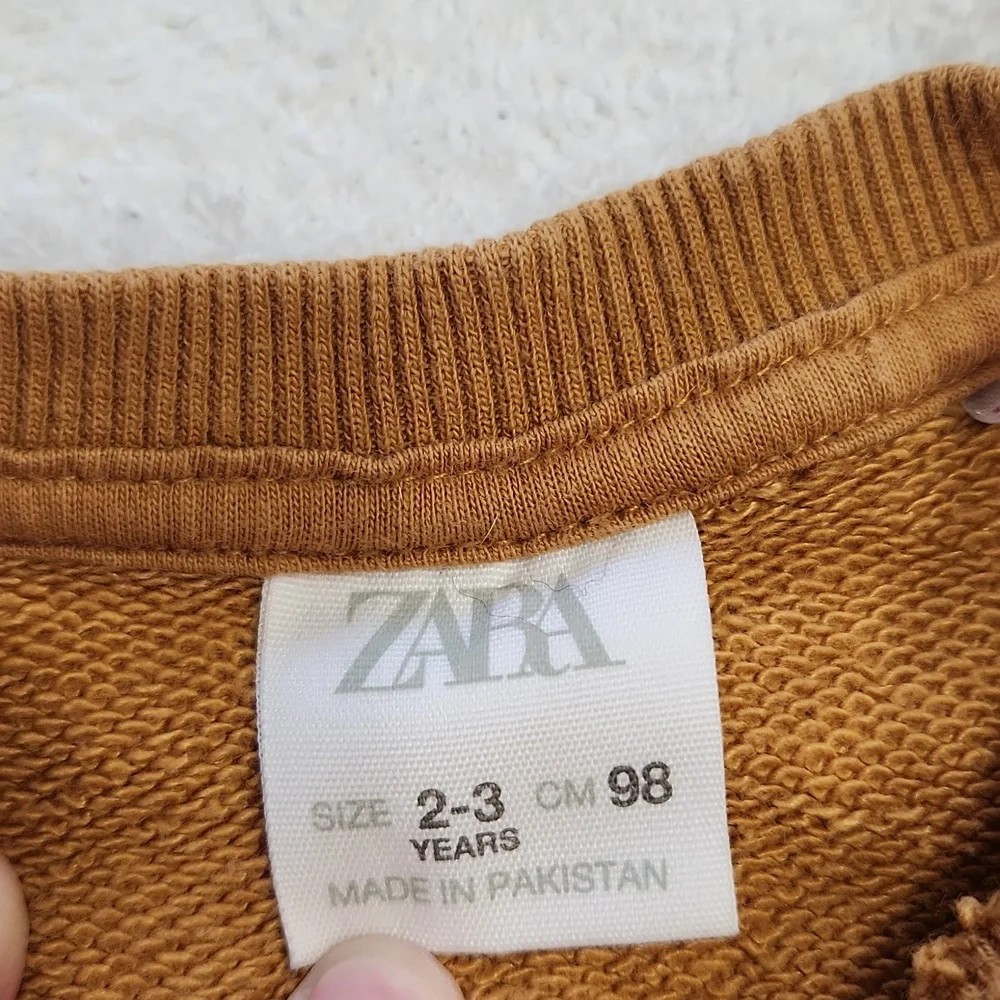 ZARA
SIZE 2-3 CM 98
YEARS
MADE IN PAKISTAN